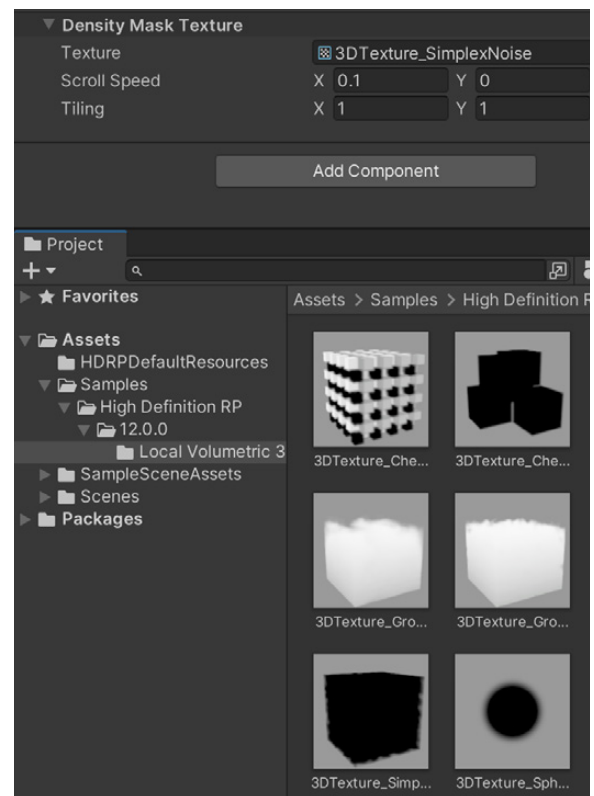 Density Mask Texture
Texture 3DTexture_SimplexNoise
Scroll Speed X 0.1 Y 0
Tiling X 1 Y 1
Add Component
Project
Favorites
Assets > Samples > High Definition R
Assets
HDRPDefaultResources
Samples
High Definition RP
12.0.0
Local Volumetric 3
SampleSceneAssets
Scenes
Packages
3DTexture_Che... 3DTexture_Che...
3DTexture_Gro... 3DTexture_Gro...
3DTexture_Simp... 3DTexture_Sph...